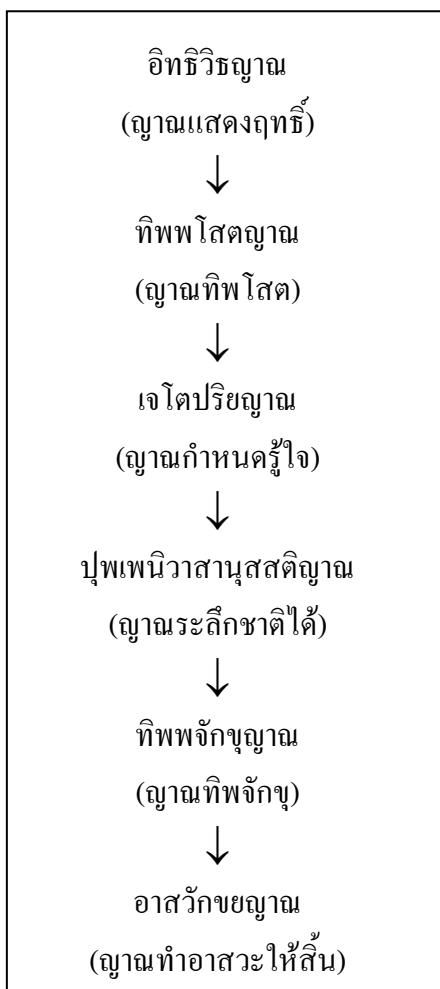 อิทธิวิธญาณ
(ญาณแสดงฤทธิ์)
↓
ทิพพโสตญาณ
(ญาณทิพโสต)
↓
เจโตปริยญาณ
(ญาณกำหนดรู้ใจ)
↓
ปุพเพนิวาสานุสสติญาณ
(ญาณระลึกชาติได้)
↓
ทิพพจักขุญาณ
(ญาณทิพจักขุ)
↓
อาสวักขยญาณ
(ญาณทำอาสวะให้สิ้น)